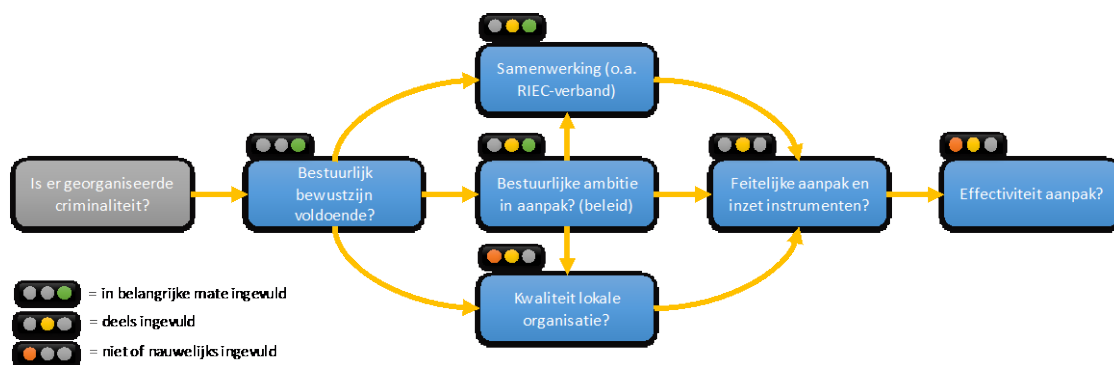 Samenwerking (o.a.
RIEC-verband)
Is er georganiseerde
criminaliteit?
Bestuurlijk
bewustzijn
voldoende?
Bestuurlijke ambitie
in aanpak? (beleid)
Feitelijke aanpak en
inzet instrumenten?
Effectiviteit aanpak?
Kwaliteit lokale
organisatie?
= in belangrijke mate ingevuld
= deels ingevuld
= niet of nauwelijks ingevuld